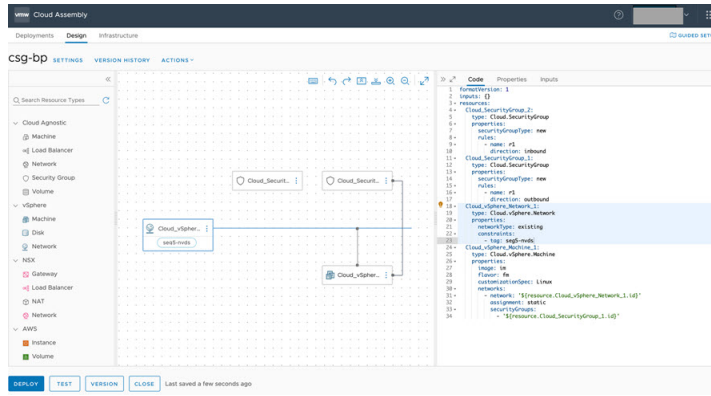 vmw Cloud Assembly
Deployments Design Infrastructure GUIDED SET
csg-bp SETTINGS VERSION HISTORY ACTIONS
Search Resource Types
Cloud Agnostic
Machine
Load Balancer
Network
Security Group
Volume
vSphere
Machine
Disk
Network
NSX
Gateway
Load Balancer
NAT
Network
AWS
Instance
Volume
Cloud_Securit...
Cloud_Securit...
Cloud_vSpher...
seg5-nvds
Cloud_vSpher...
Code Properties Inputs
1 formatVersion: 1
2 inputs: {}
3 resources:
4 Cloud_SecurityGroup_2:
5 type: Cloud.SecurityGroup
6 properties:
7 securityGroupType: new
8 rules:
9 - name: r1
10 direction: inbound
11 Cloud_SecurityGroup_1:
12 type: Cloud.SecurityGroup
13 properties:
14 securityGroupType: new
15 rules:
16 - name: r1
17 direction: outbound
18 Cloud_vSphere_Network_1:
19 type: Cloud.vSphere.Network
20 properties:
21 networkType: existing
22 constraints:
23 - tag: seg5-nvds
24 Cloud_vSphere_Machine_1:
25 type: Cloud.vSphere.Machine
26 properties:
27 image: im
28 flavor: fm
29 customizationSpec: Linux
30 networks:
31 - network: '${resource.Cloud_vSphere_Network_1.id}'
32 assignment: static
33 securityGroups:
34 - '${resource.Cloud_SecurityGroup_1.id}'
DEPLOY TEST VERSION CLOSE Last saved a few seconds ago